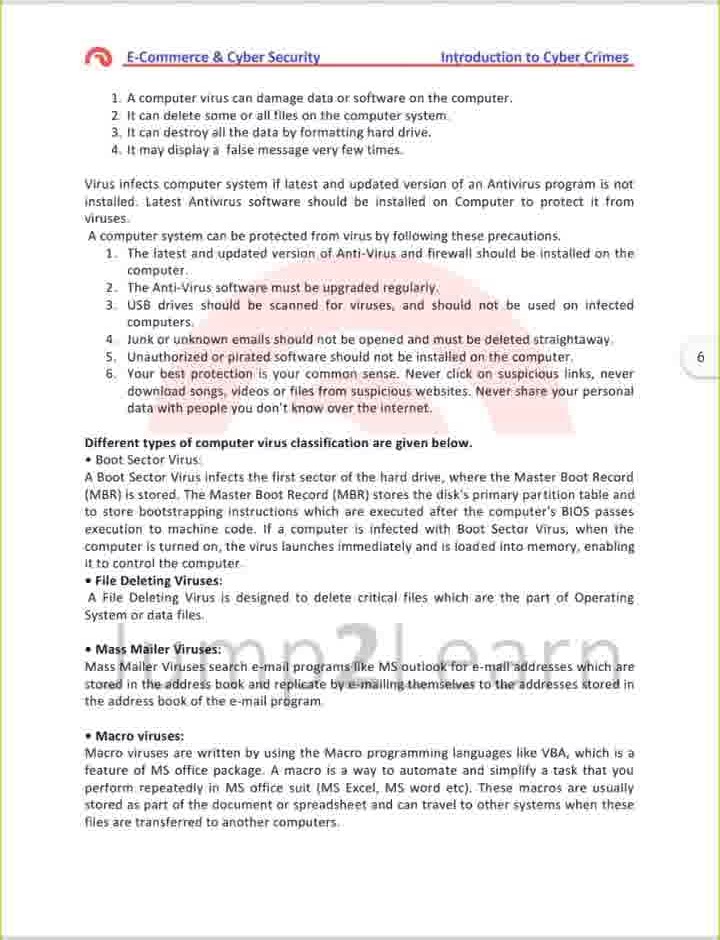 E-Commerce & Cyber Security Introduction to Cyber Crimes
1. A computer virus can damage data or software on the computer.
2. It can delete some or all files on the computer system.
3. It can destroy all the data by formatting hard drive.
4. It may display a false message very few times.
Virus infects computer system if latest and updated version of an Antivirus program is not
installed. Latest Antivirus software should be installed on Computer to protect it from
viruses.
A computer system can be protected from virus by following these precautions.
1. The latest and updated version of Anti-Virus and firewall should be installed on the
computer.
2. The Anti-Virus software must be upgraded regularly.
3. USB drives should be scanned for viruses, and should not be used on infected
computers.
4. Junk or unknown emails should not be opened and must be deleted straightaway.
5. Unauthorized or pirated software should not be installed on the computer.
6. Your best protection is your common sense. Never click on suspicious links, never
download songs, videos or files from suspicious websites. Never share your personal
data with people you don't know over the internet.
6
Different types of computer virus classification are given below.
• Boot Sector Virus:
A Boot Sector Virus infects the first sector of the hard drive, where the Master Boot Record
(MBR) is stored. The Master Boot Record (MBR) stores the disk's primary partition table and
to store bootstrapping instructions which are executed after the computer's BIOS passes
execution to machine code. If a computer is infected with Boot Sector Virus, when the
computer is turned on, the virus launches immediately and is loaded into memory, enabling
it to control the computer.
• File Deleting Viruses:
A File Deleting Virus is designed to delete critical files which are the part of Operating
System or data files.
Jump2Learn
• Mass Mailer Viruses:
Mass Mailer Viruses search e-mail programs like MS outlook for e-mail addresses which are
stored in the address book and replicate by e-mailing themselves to the addresses stored in
the address book of the e-mail program.
• Macro viruses:
Macro viruses are written by using the Macro programming languages like VBA, which is a
feature of MS office package. A macro is a way to automate and simplify a task that you
perform repeatedly in MS office suit (MS Excel, MS word etc). These macros are usually
stored as part of the document or spreadsheet and can travel to other systems when these
files are transferred to another computers.